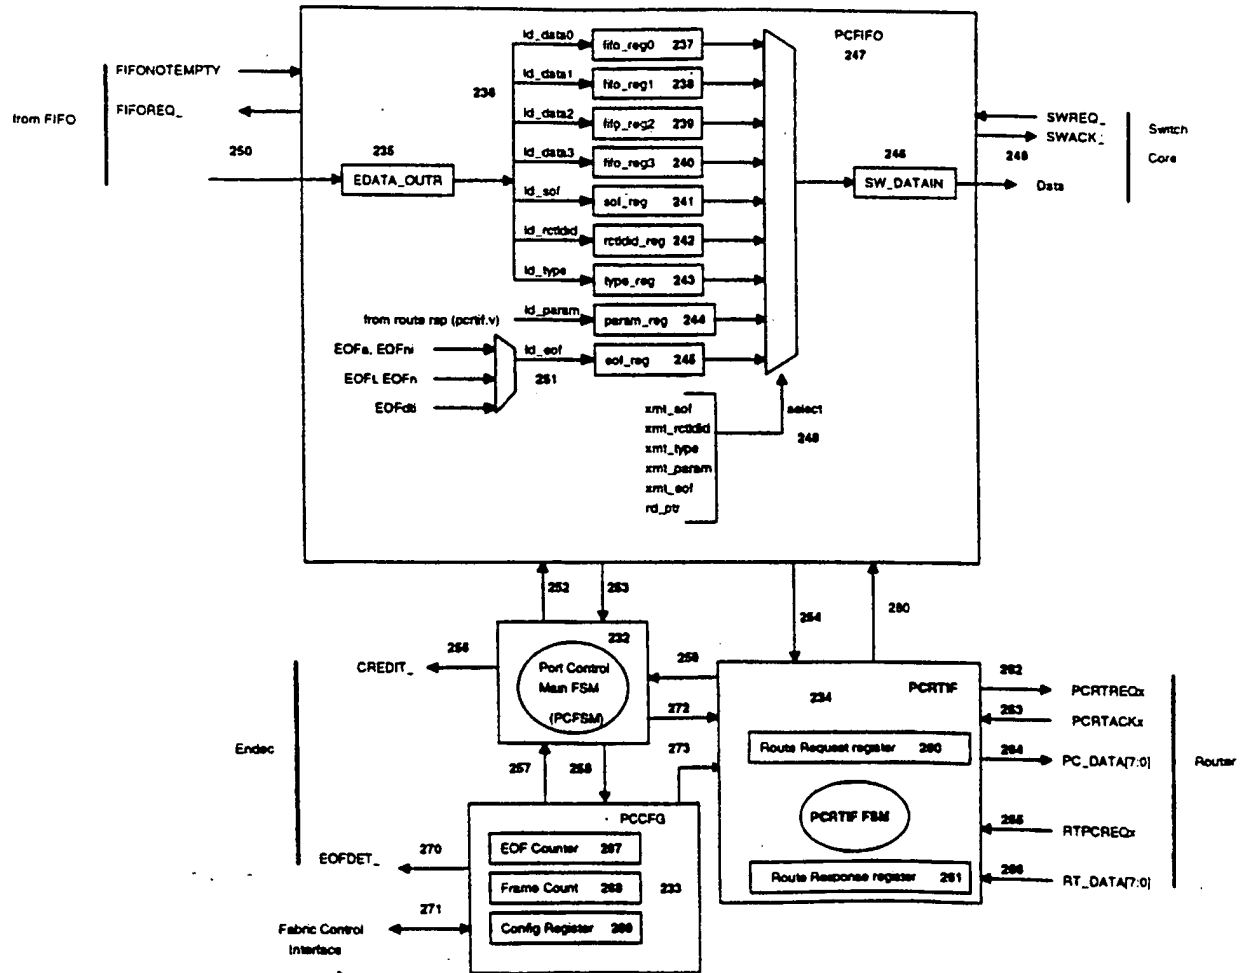 PCFIFO
247
FIFONOTEMPTY
FIFOREQ_
from FIFO
250
235
EDATA_OUTR
236
ld_data0
fifo_reg0 237
ld_data1
fifo_reg1 238
ld_data2
fifo_reg2 239
ld_data3
fifo_reg3 240
ld_sof
sof_reg 241
ld_rctldid
rctldid_reg 242
ld_type
type_reg 243
from route rsp (pcrtif.v)
ld_param
param_reg 244
EOFa, EOFni
EOFt, EOFn
EOFdti
ld_eof
251
eof_reg 245
246
SW_DATAIN
SWREQ_
SWACK_
249
Data
Switch
Core
xmt_sof
xmt_rctldid
xmt_type
xmt_param
xmt_eof
rd_ptr
select
248
252
253
254
280
232
Port Control
Main FSM
(PCFSM)
256
CREDIT_
259
272
273
257
258
Endec
PCCFG
EOF Counter 267
Frame Count 268
233
Config Register 269
270
EOFDET_
271
Fabric Control
Interface
PCRTIF
234
Route Request register 260
PCRTIF FSM
Route Response register 261
262
PCRTREQx
263
PCRTACKx
264
PC_DATA[7:0]
265
RTPCREQx
266
RT_DATA[7:0]
Router